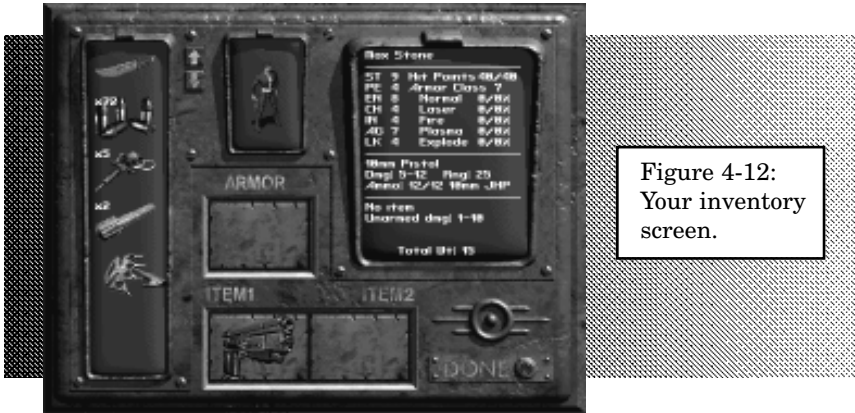 Max Stone
ST 9 Hit Points 40/40
PE 4 Armor Class 7
EN 8 Normal 0/0%
CH 4 Laser 0/0%
IN 4 Fire 0/0%
AG 7 Plasma 0/0%
LK 4 Explode 0/0%
10mm Pistol
Dmg: 5-12 Rng: 25
Ammo: 12/12 10mm JHP
No item
Unarmed dmg: 1-10
Total Wt: 15
x5
x2
ARMOR
ITEM1 ITEM2
DONE
Figure 4-12:
Your inventory
screen.